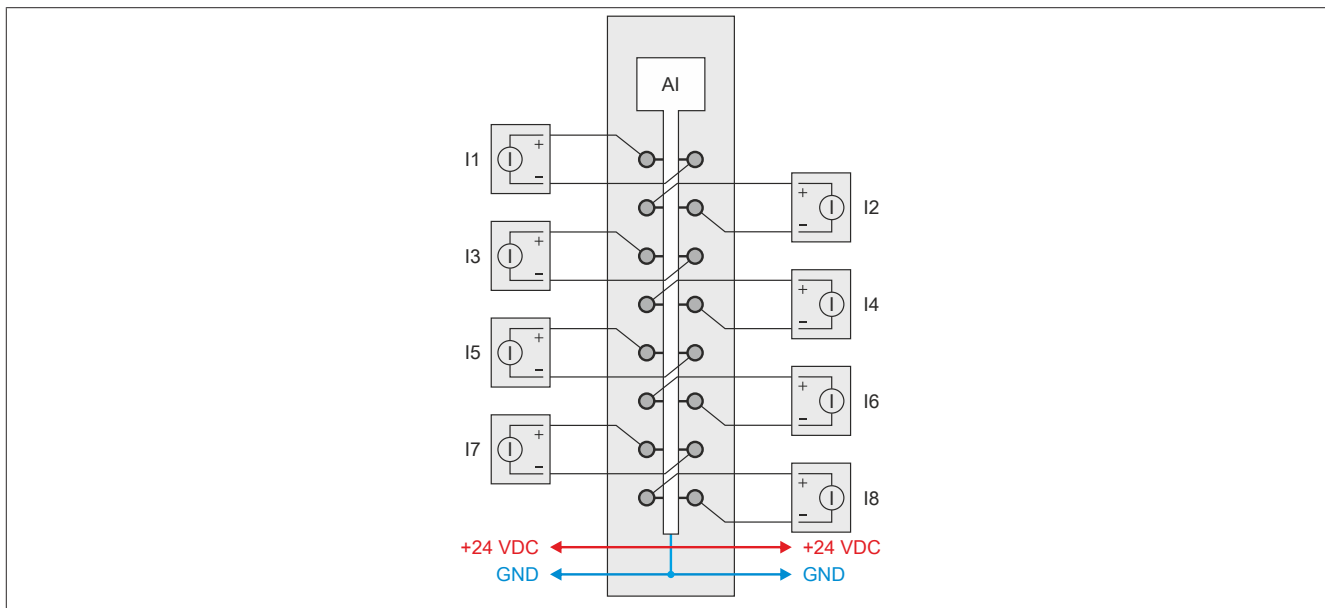 AI
I1
I
+
−
I2
+
I
−
I3
I
+
−
I4
+
I
−
I5
I
+
−
I6
+
I
−
I7
I
+
−
I8
+
I
−
+24 VDC +24 VDC
GND GND